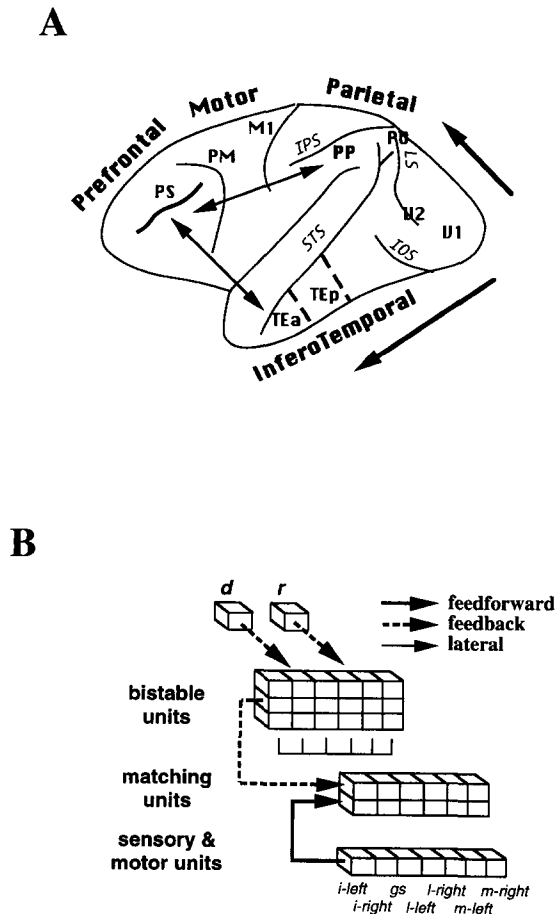 A
Prefrontal
Motor
Parietal
M1
PM
PS
IPS
PP
PO
LS
V2
V1
STS
IOS
TEa
TEp
InferoTemporal
B
d r
feedforward
feedback
lateral
bistable
units
matching
units
sensory &
motor units
i-left gs l-right m-right
i-right l-left m-left